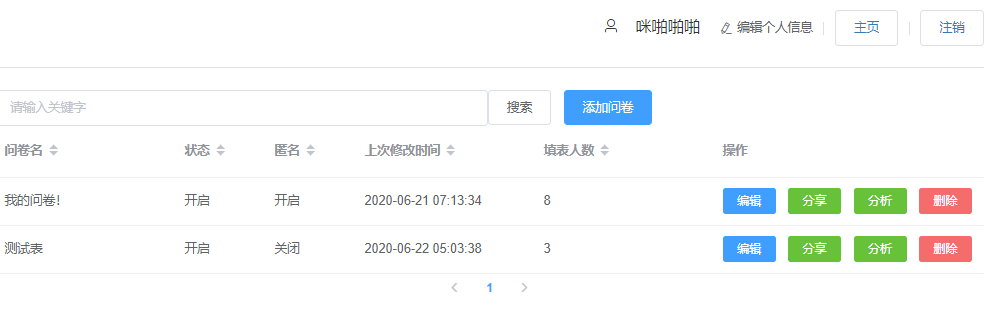 咪啪啪啪 编辑个人信息 主页 注销
请输入关键字 搜索 添加问卷
问卷名 状态 匿名 上次修改时间 填表人数 操作
我的问卷! 开启 开启 2020-06-21 07:13:34 8 编辑 分享 分析 删除
测试表 开启 关闭 2020-06-22 05:03:38 3 编辑 分享 分析 删除
1